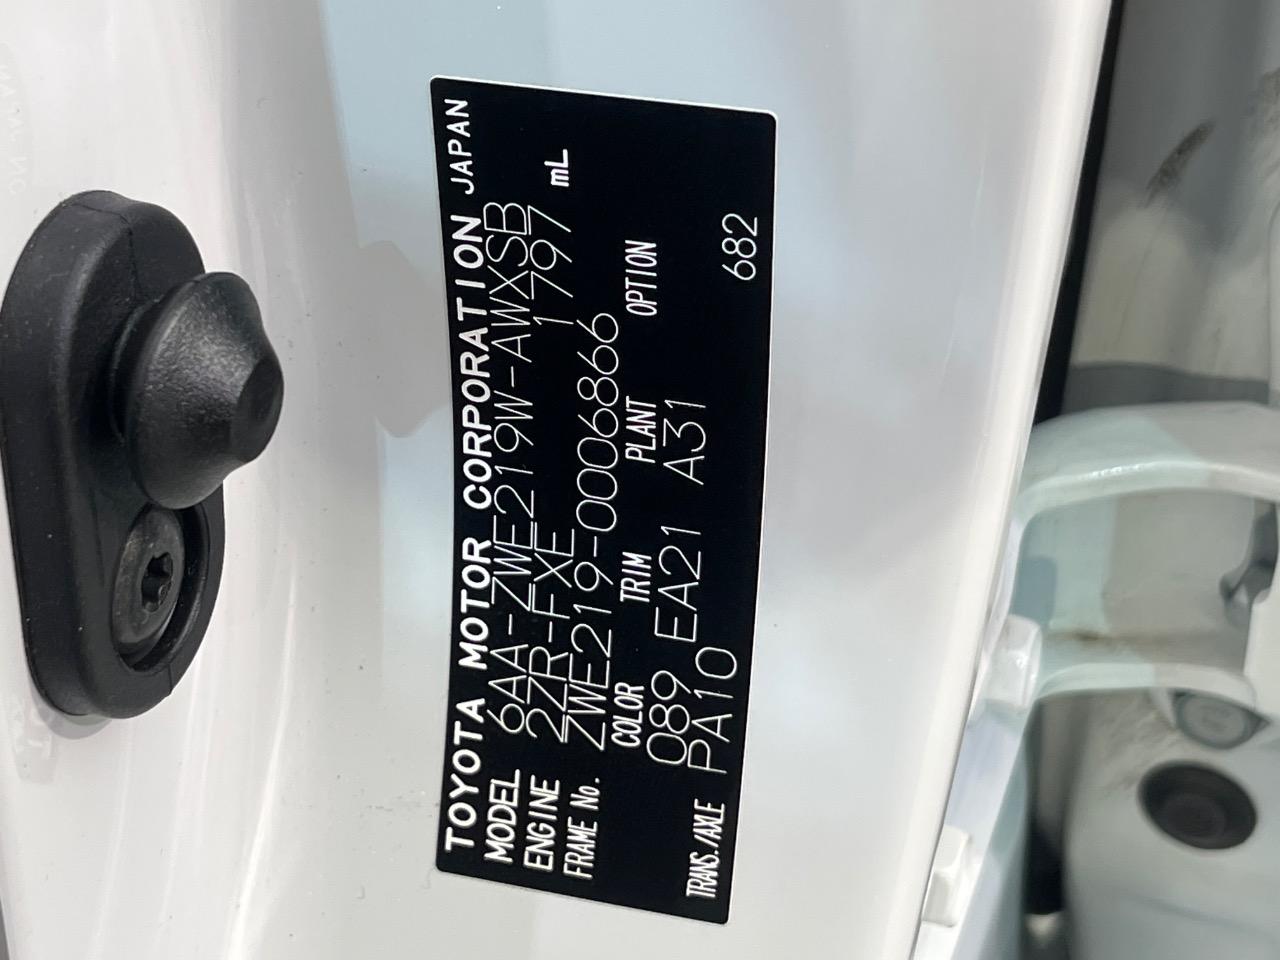 TOYOTA MOTOR CORPORATION JAPAN
MODEL 6AA-ZWE219W-AWXSB
ENGINE 2ZR-FXE 1797 mL
FRAME No. ZWE219-0006866
COLOR TRIM PLANT OPTION
089 EA21 A31
TRANS./AXLE PA10 682